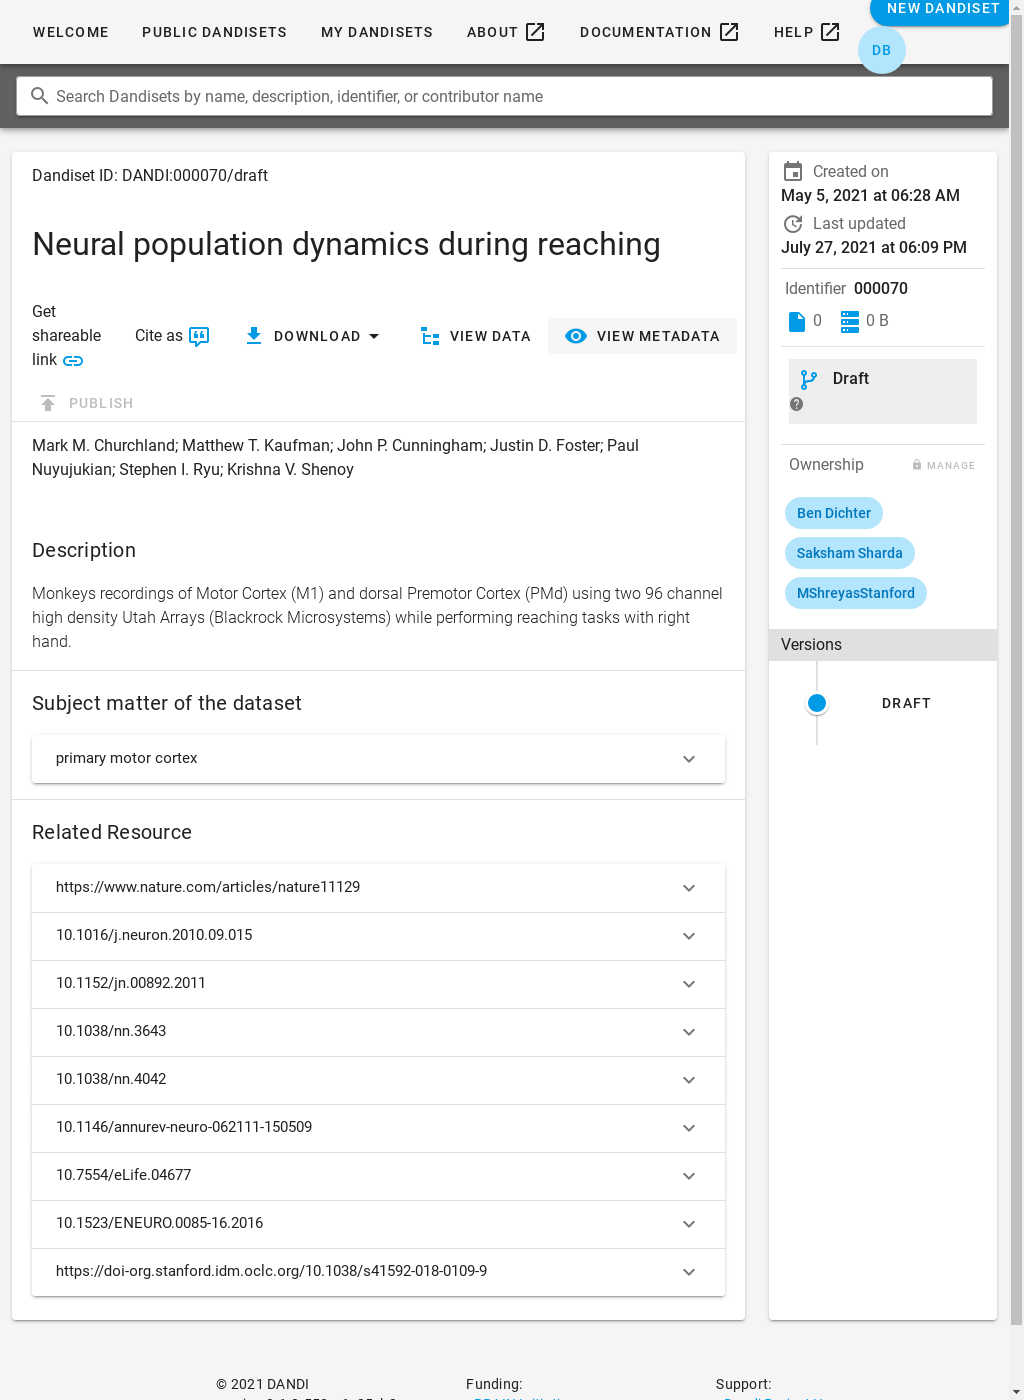 WELCOME
PUBLIC DANDISETS
MY DANDISETS
ABOUT
DOCUMENTATION
HELP
NEW DANDISET
DB
Search Dandisets by name, description, identifier, or contributor name
Dandiset ID: DANDI:000070/draft
Neural population dynamics during reaching
Get
shareable
link
Cite as
DOWNLOAD
VIEW DATA
VIEW METADATA
PUBLISH
Mark M. Churchland; Matthew T. Kaufman; John P. Cunningham; Justin D. Foster; Paul
Nuyujukian; Stephen I. Ryu; Krishna V. Shenoy
Description
Monkeys recordings of Motor Cortex (M1) and dorsal Premotor Cortex (PMd) using two 96 channel
high density Utah Arrays (Blackrock Microsystems) while performing reaching tasks with right
hand.
Subject matter of the dataset
primary motor cortex
Related Resource
https://www.nature.com/articles/nature11129
10.1016/j.neuron.2010.09.015
10.1152/jn.00892.2011
10.1038/nn.3643
10.1038/nn.4042
10.1146/annurev-neuro-062111-150509
10.7554/eLife.04677
10.1523/ENEURO.0085-16.2016
https://doi-org.stanford.idm.oclc.org/10.1038/s41592-018-0109-9
Created on
May 5, 2021 at 06:28 AM
Last updated
July 27, 2021 at 06:09 PM
Identifier 000070
0
0 B
Draft
Ownership
MANAGE
Ben Dichter
Saksham Sharda
MShreyasStanford
Versions
DRAFT
© 2021 DANDI
Funding:
Support: